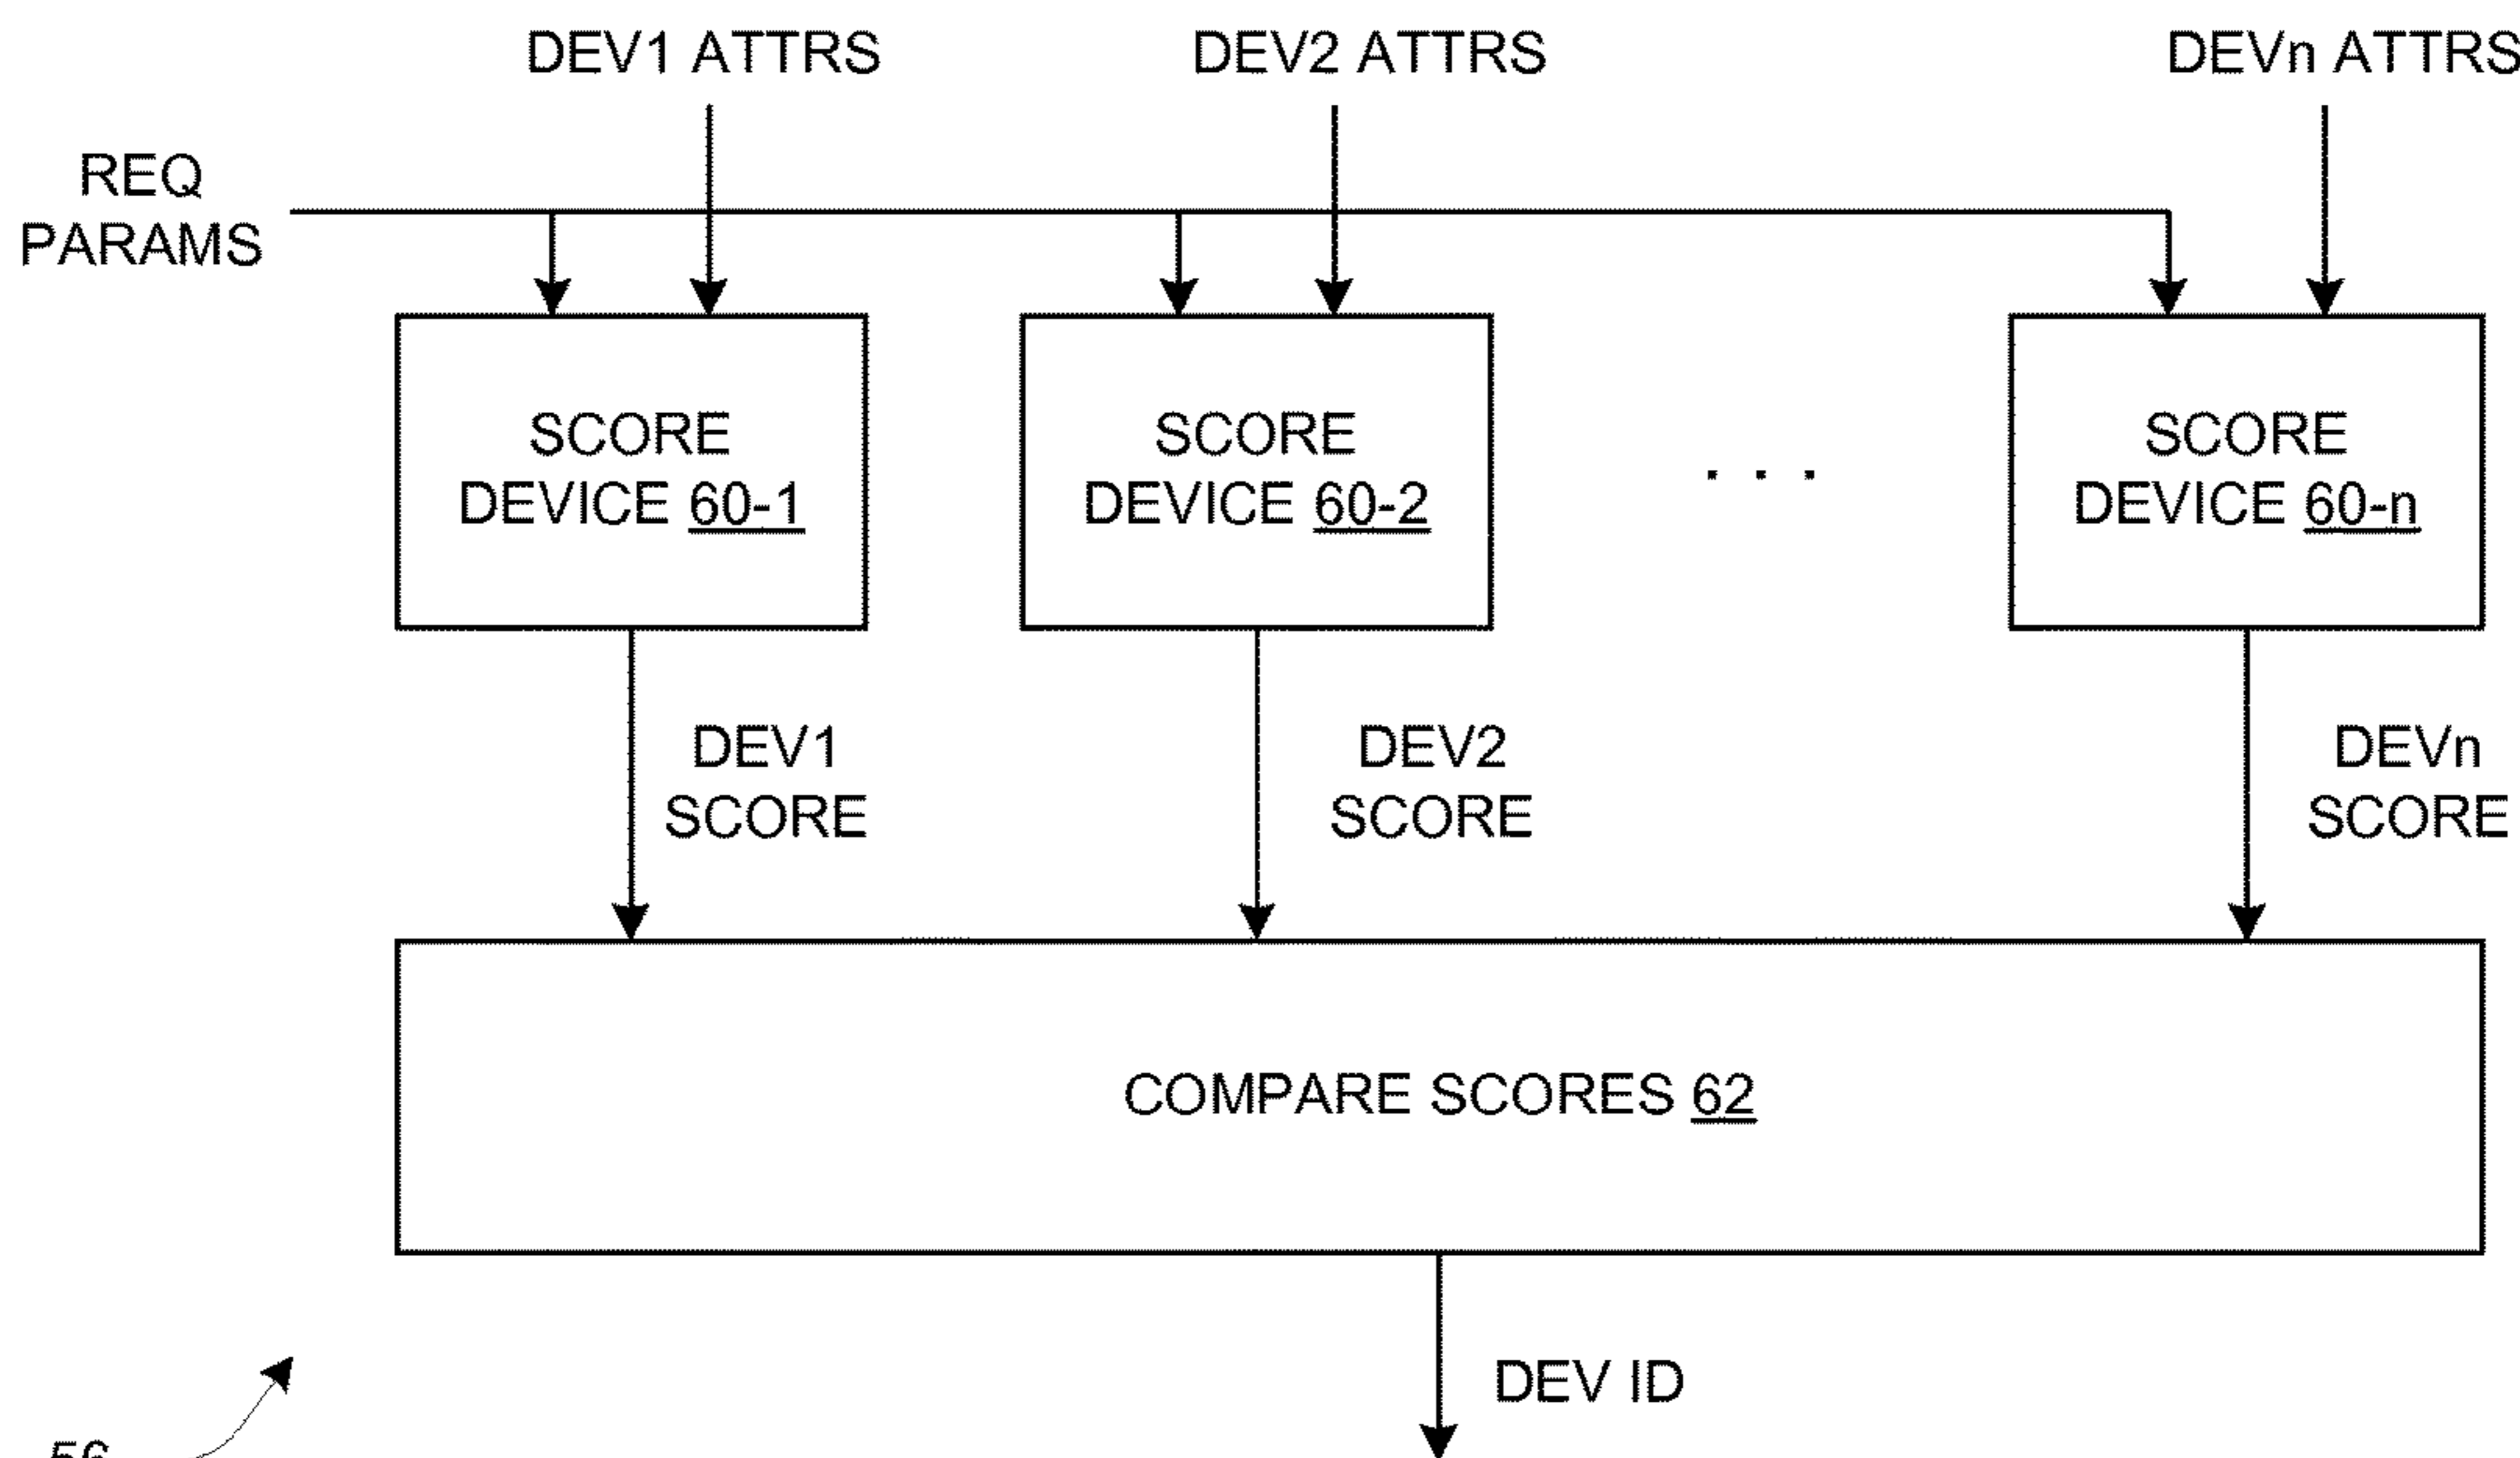 DEV1 ATTRS
DEV2 ATTRS
DEVn ATTRS
REQ
PARAMS
SCORE
DEVICE 60-1
SCORE
DEVICE 60-2
. . .
SCORE
DEVICE 60-n
DEV1
SCORE
DEV2
SCORE
DEVn
SCORE
COMPARE SCORES 62
DEV ID
56